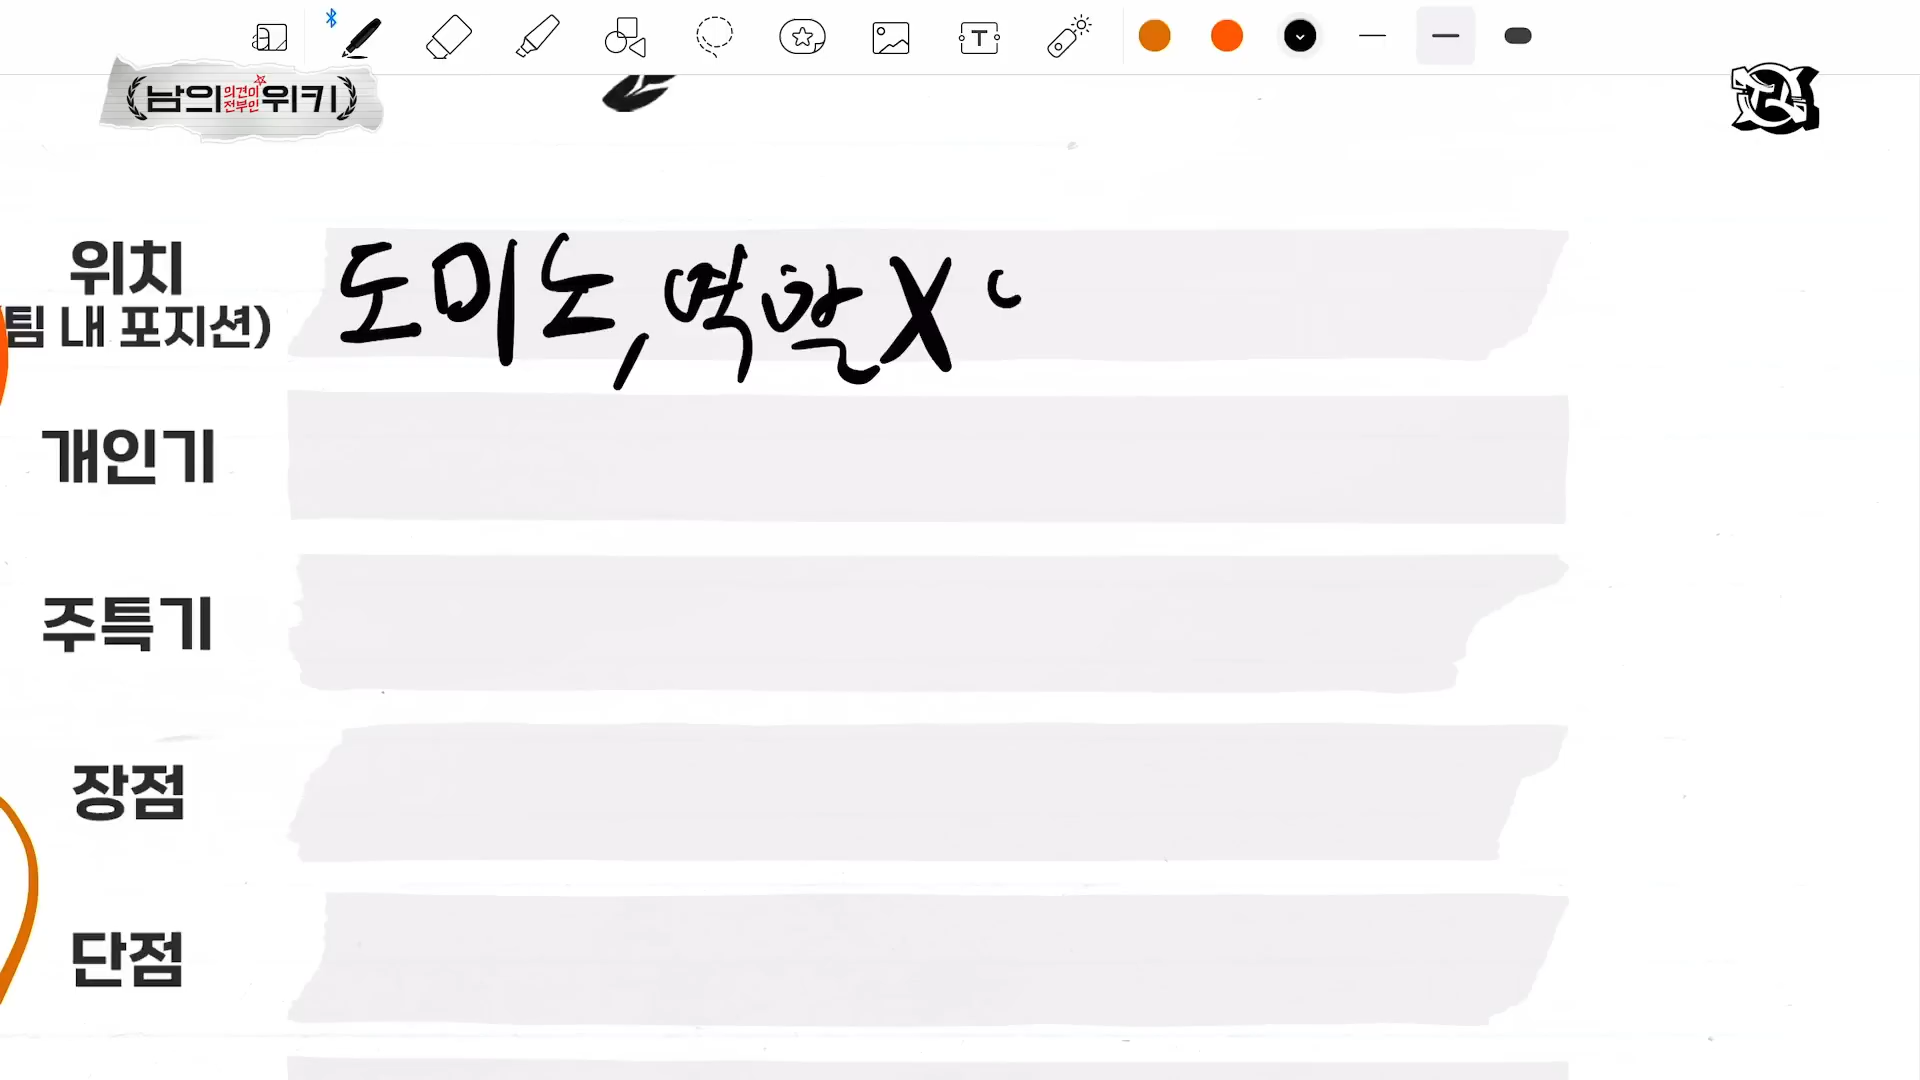 남의 의견이 전부인 위키
위치 도미노, 역할X
팀 내 포지션)
개인기
주특기
장점
단점